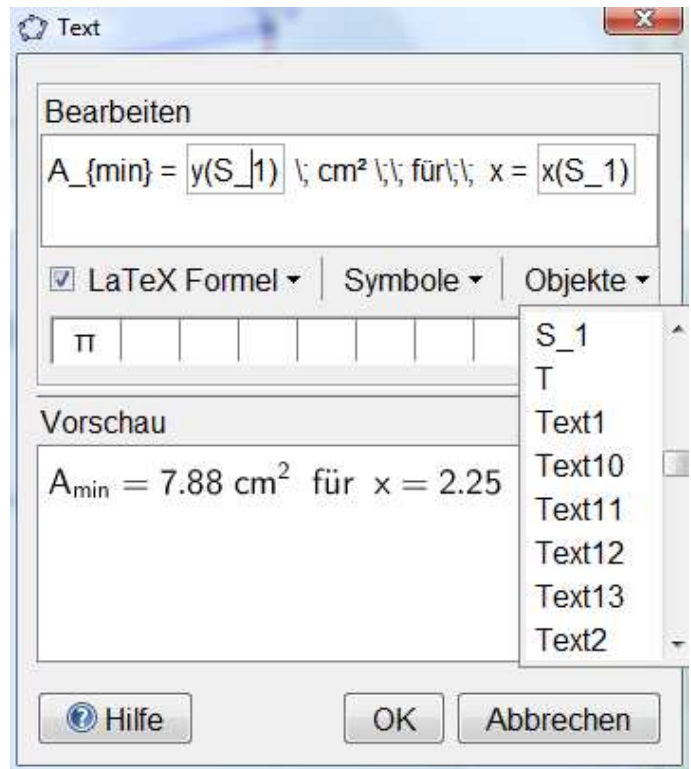 Text
Bearbeiten
A_{min} = y(S_1) \; cm² \;\; für\;\; x = x(S_1)
LaTeX Formel Symbole Objekte
π
S_1
T
Text1
Text10
Text11
Text12
Text13
Text2
Vorschau
A_min = 7.88 cm² für x = 2.25
Hilfe OK Abbrechen